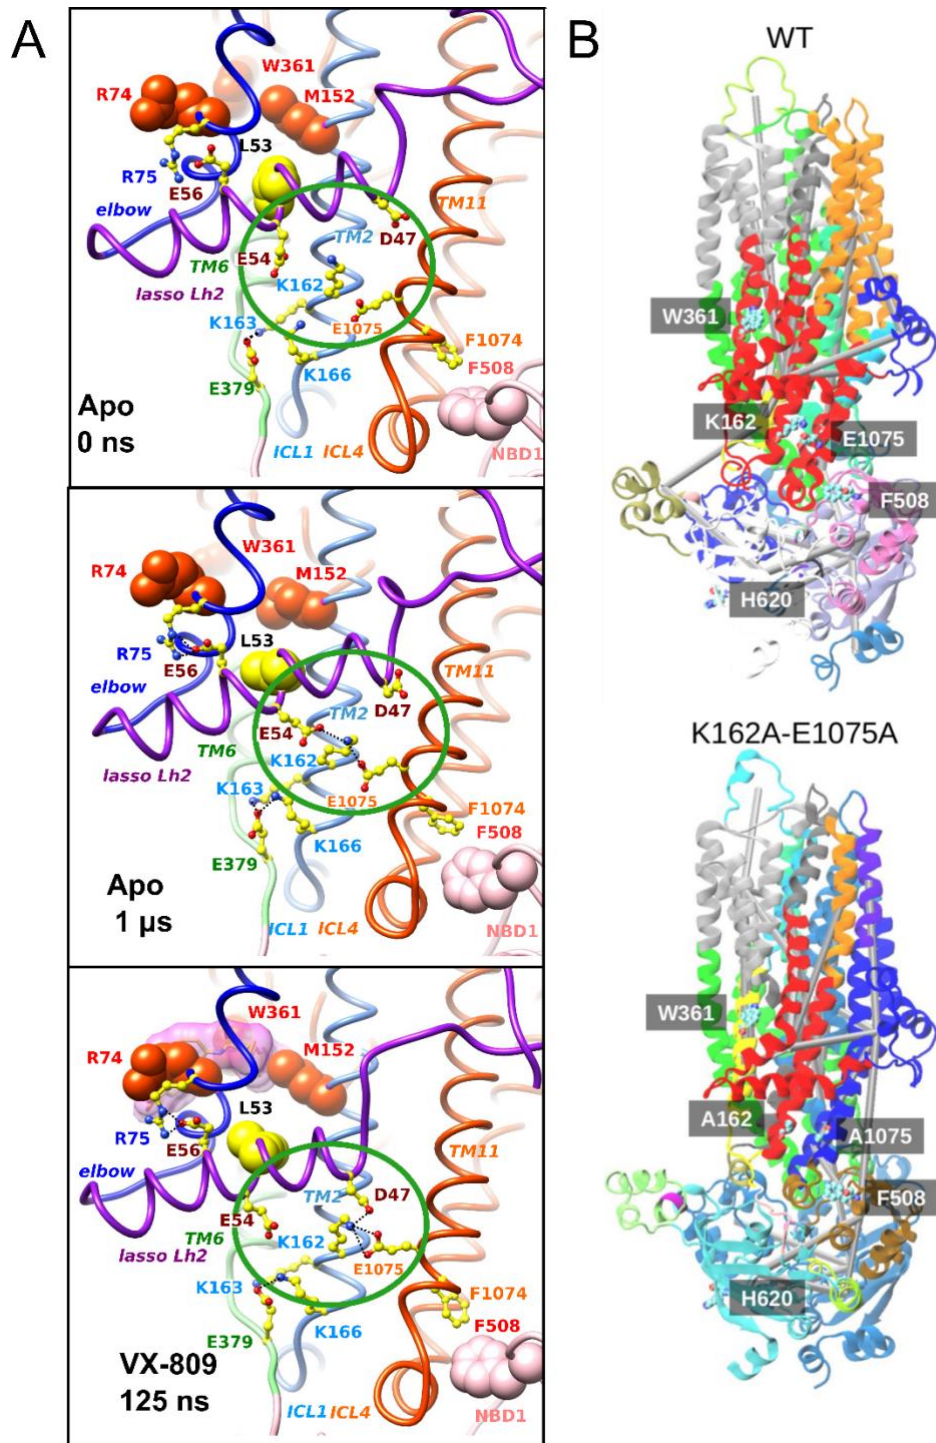 A
W361
R74
M152
L53
R75
E56
elbow
TM11
TM2
D47
E54
TM6
K162
lasso Lh2
K163
E1075
F1074
F508
K166
E379
Apo
0 ns
ICL1 ICL4
NBD1
W361
R74
M152
L53
R75
E56
elbow
TM11
TM2
D47
E54
TM6
K162
lasso Lh2
K163
E1075
F1074
F508
K166
E379
Apo
1 μs
NBD1
ICL1 ICL4
W361
R74
M152
L53
R75
E56
elbow
TM11
TM2
D47
E54
TM6
K162
lasso Lh2
E1075
K163
F1074
K166
F508
E379
VX-809
125 ns
ICL1 ICL4
NBD1
B
WT
W361
K162
E1075
F508
H620
K162A-E1075A
W361
A162
A1075
F508
H620